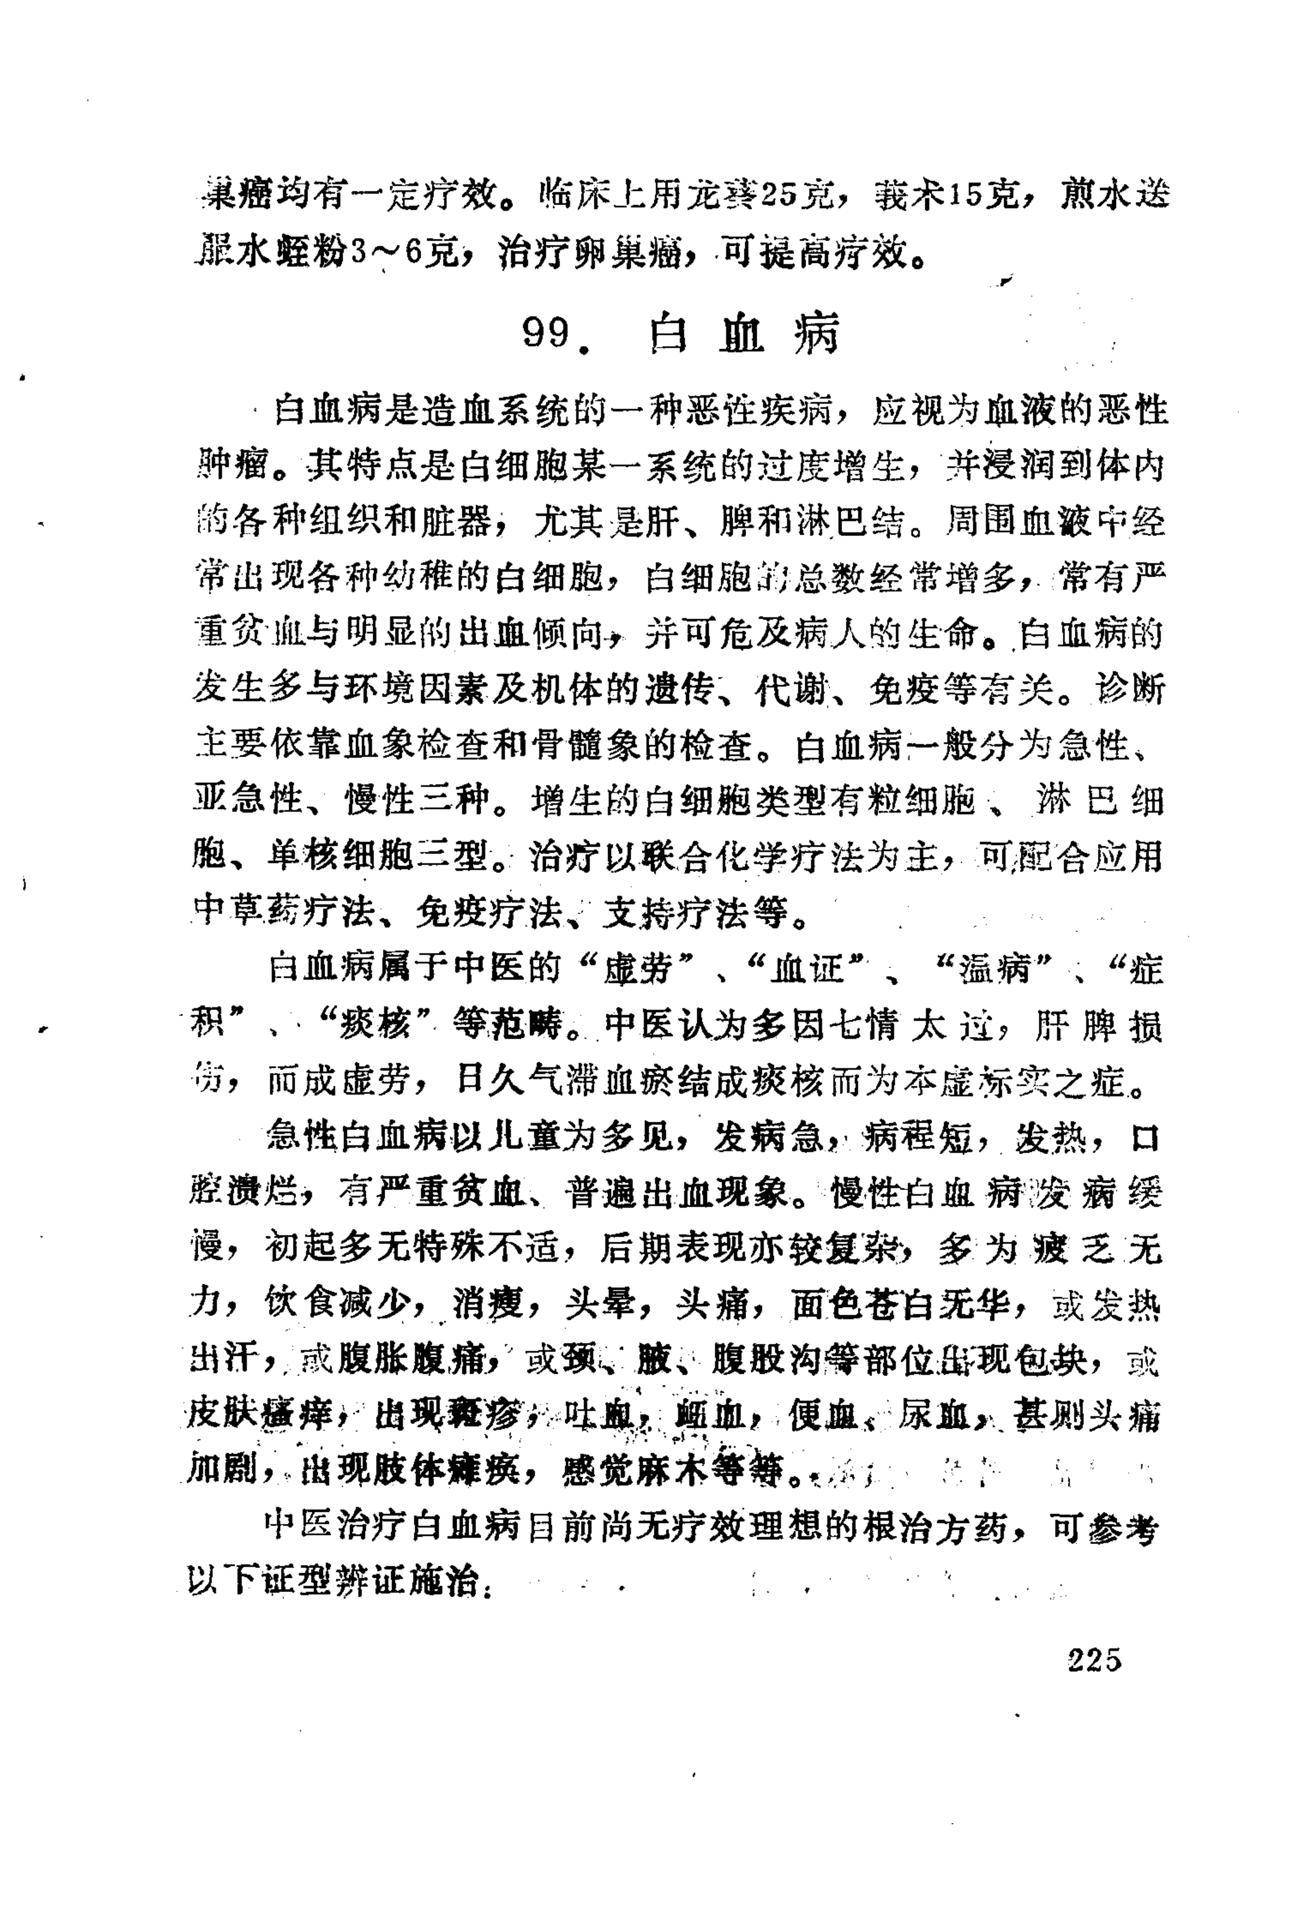 巢癌均有一定疗效。临床上用龙葵25克，莪术15克，煎水送
服水蛭粉3～6克，治疗卵巢癌，可提高疗效。
99．白血病
白血病是造血系统的一种恶性疾病，应视为血液的恶性
肿瘤。其特点是白细胞某一系统的过度增生，并浸润到体内
的各种组织和脏器，尤其是肝、脾和淋巴结。周围血液中经
常出现各种幼稚的白细胞，白细胞的总数经常增多，常有严
重贫血与明显的出血倾向，并可危及病人的生命。白血病的
发生多与环境因素及机体的遗传、代谢、免疫等有关。诊断
主要依靠血象检查和骨髓象的检查。白血病一般分为急性、
亚急性、慢性三种。增生的白细胞类型有粒细胞、淋巴细
胞、单核细胞三型。治疗以联合化学疗法为主，可配合应用
中草药疗法、免疫疗法、支持疗法等。
白血病属于中医的“虚劳”、“血证”、“温病”、“症
积”、“痰核”等范畴。中医认为多因七情太过，肝脾损
伤，而成虚劳，日久气滞血瘀结成痰核而为本虚标实之症。
急性白血病以儿童为多见，发病急，病程短，发热，口
腔溃烂，有严重贫血、普遍出血现象。慢性白血病发病缓
慢，初起多无特殊不适，后期表现亦较复杂，多为疲乏无
力，饮食减少，消瘦，头晕，头痛，面色苍白无华，或发热
出汗，或腹胀腹痛，或颈、腋、腹股沟等部位出现包块，或
皮肤瘙痒，出现斑疹，吐血，衄血，便血、尿血，甚则头痛
加剧，出现肢体瘫痪，感觉麻木等等。
中医治疗白血病目前尚无疗效理想的根治方药，可参考
以下证型辨证施治：
225